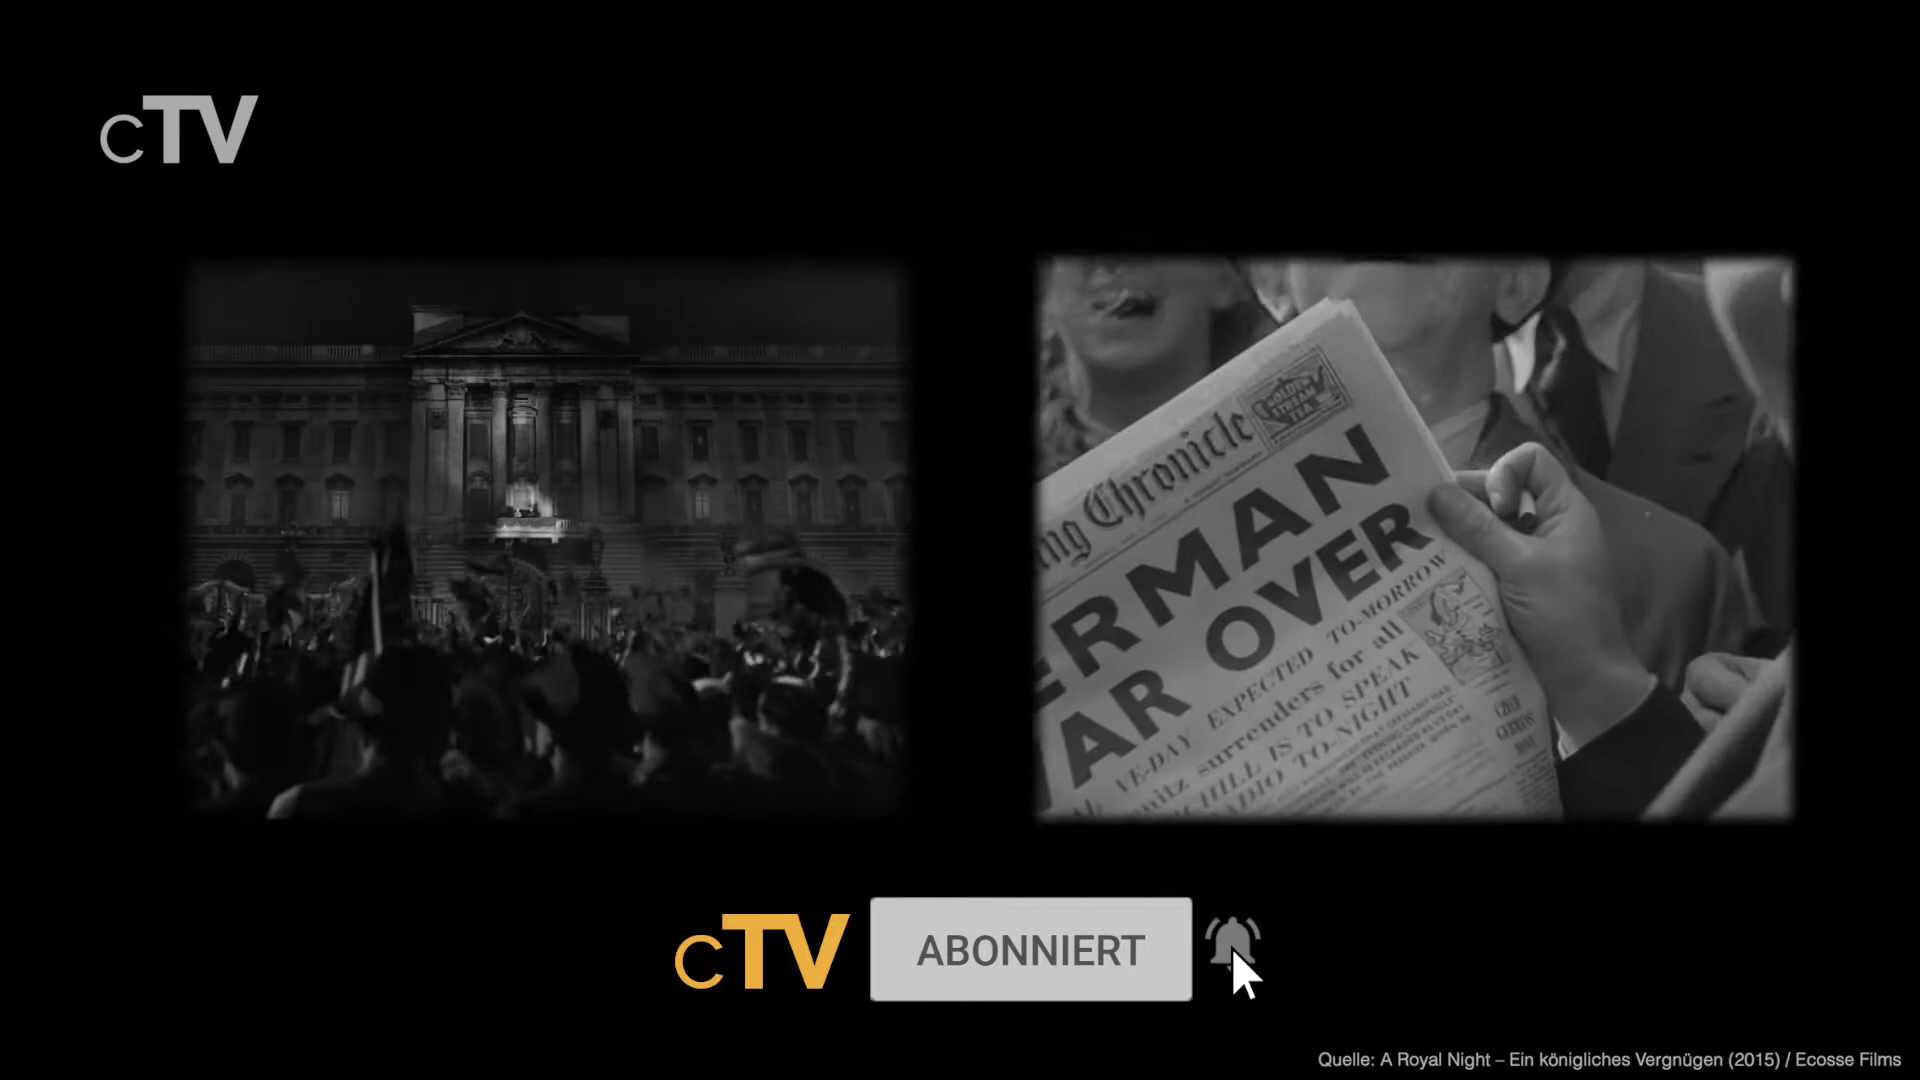 cTV
ng Chronicle
ERMAN
AR OVER
VE-DAY EXPECTED TO-MORROW
surrenders for all
HILL IS TO SPEAK
ADIO TO-NIGHT
cTV
ABONNIERT
Quelle: A Royal Night – Ein königliches Vergnügen (2015) / Ecosse Films